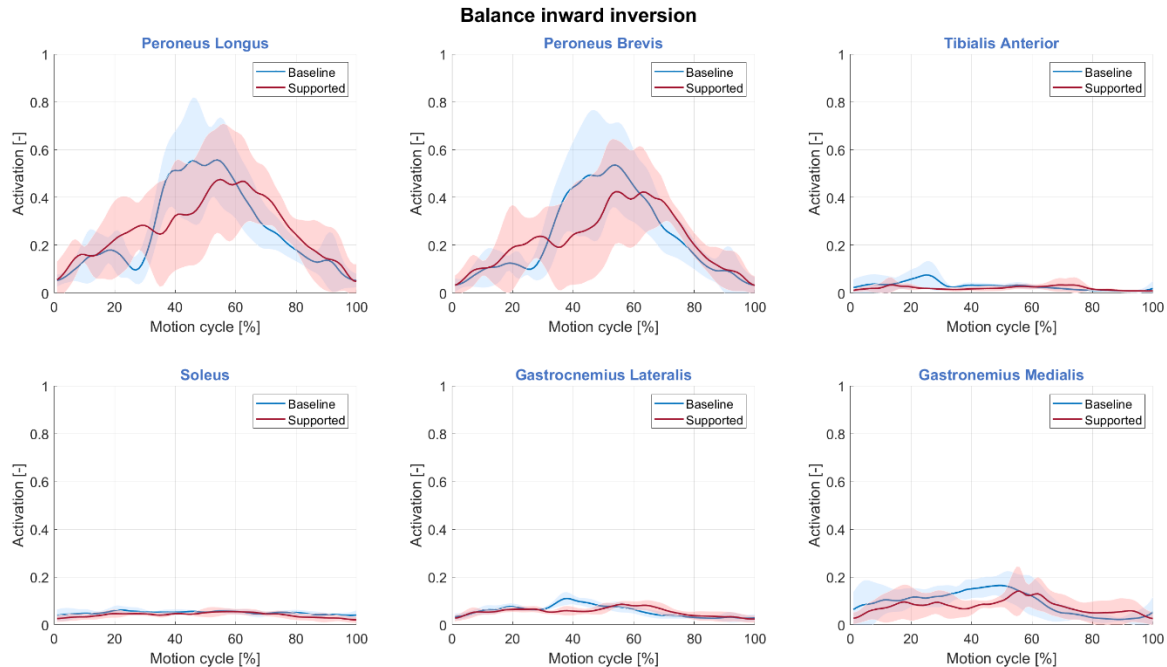 Balance inward inversion
Peroneus Longus
Peroneus Brevis
Tibialis Anterior
1
0.8
0.6
0.4
0.2
0
Activation [-]
Baseline
Supported
0
20
40
60
80
100
Motion cycle [%]
1
0.8
0.6
0.4
0.2
0
Activation [-]
Baseline
Supported
0
20
40
60
80
100
Motion cycle [%]
1
0.8
0.6
0.4
0.2
0
Activation [-]
Baseline
Supported
0
20
40
60
80
100
Motion cycle [%]
Soleus
Gastrocnemius Lateralis
Gastronemius Medialis
1
0.8
0.6
0.4
0.2
0
Activation [-]
Baseline
Supported
0
20
40
60
80
100
Motion cycle [%]
1
0.8
0.6
0.4
0.2
0
Activation [-]
Baseline
Supported
0
20
40
60
80
100
Motion cycle [%]
1
0.8
0.6
0.4
0.2
0
Activation [-]
Baseline
Supported
0
20
40
60
80
100
Motion cycle [%]